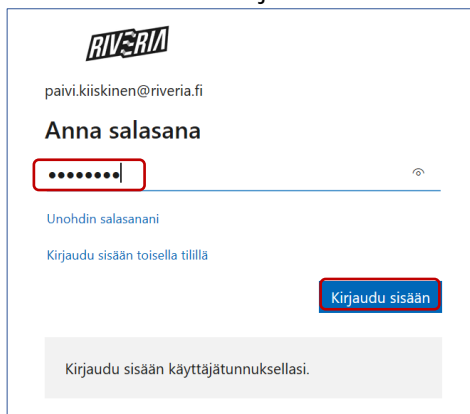 RIVERIA
paivi.kiiskinen@riveria.fi
Anna salasana
Unohdin salasanani
Kirjaudu sisään toisella tilillä
Kirjaudu sisään
Kirjaudu sisään käyttäjätunnuksellasi.